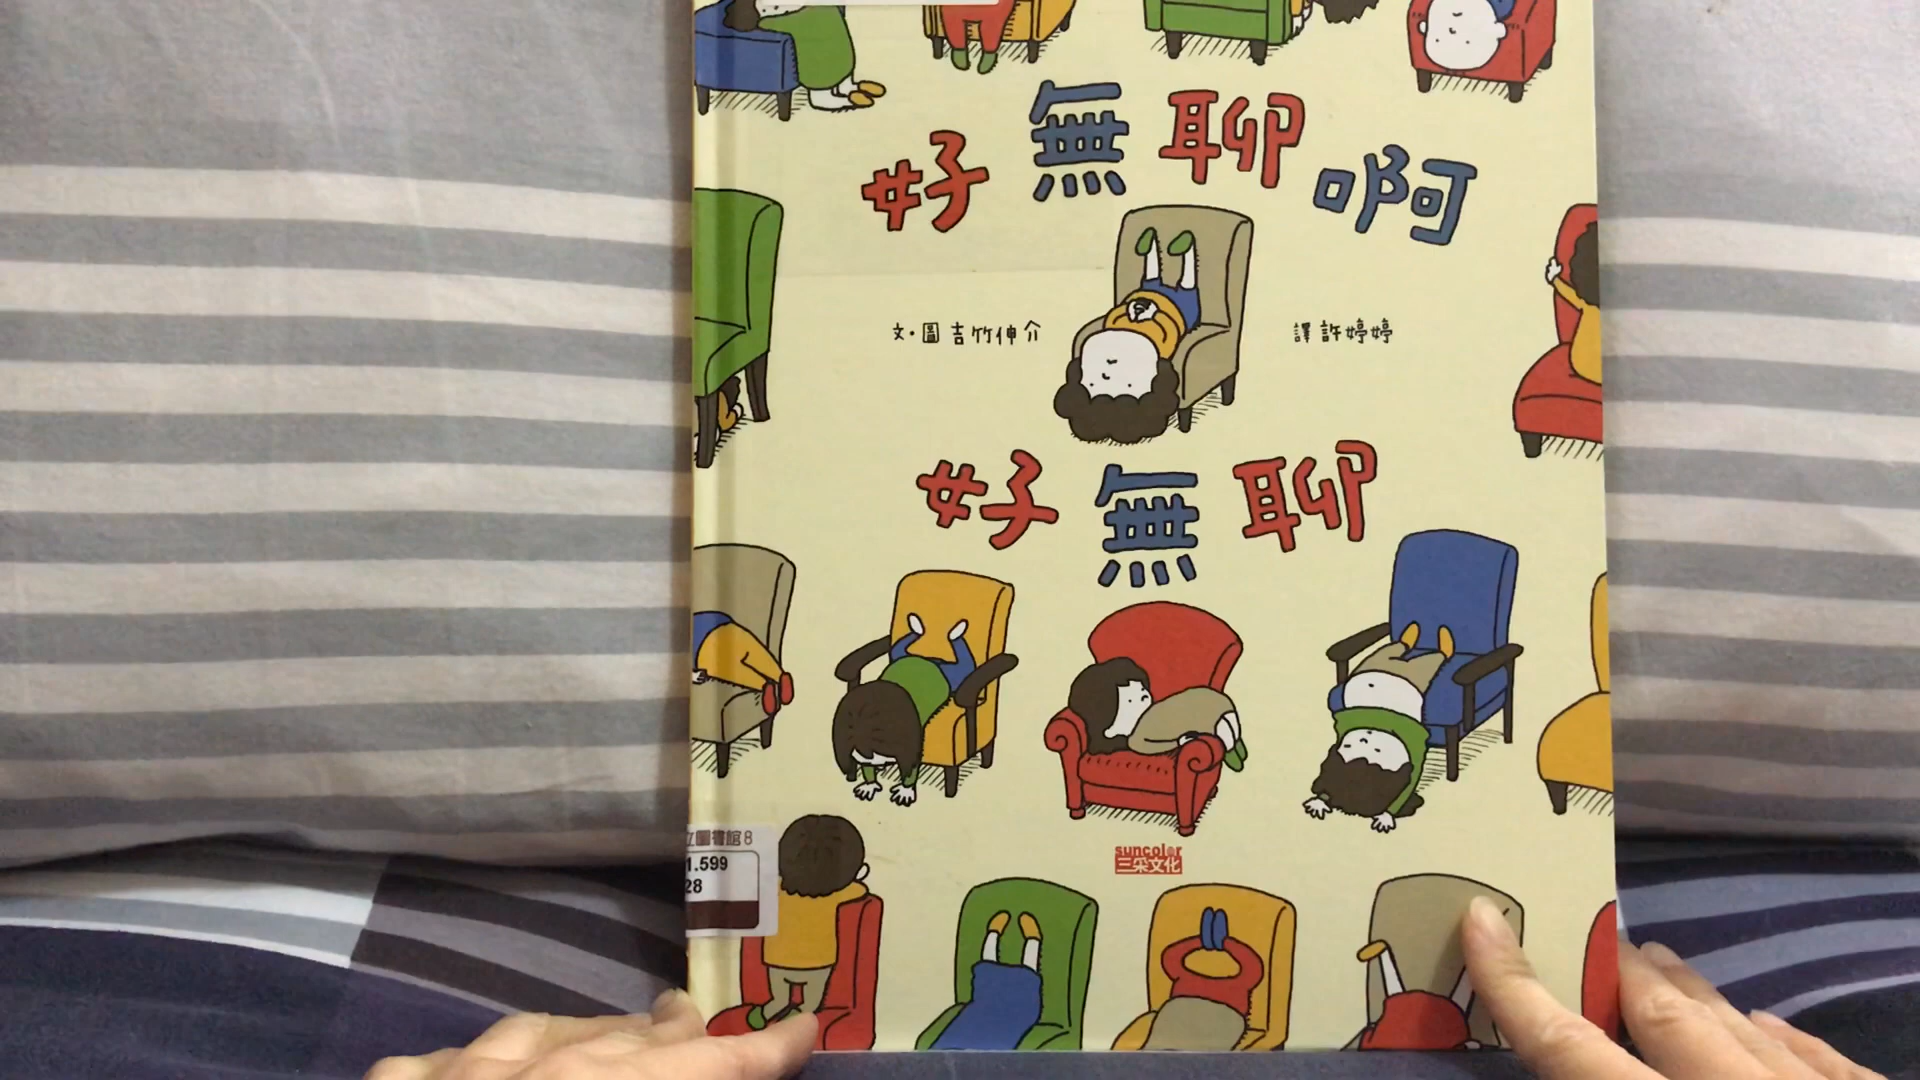 好無聊啊
文·圖 吉竹伸介
譯 許婷婷
好無聊
suncolor
三采文化
立圖書館8
1.599
28